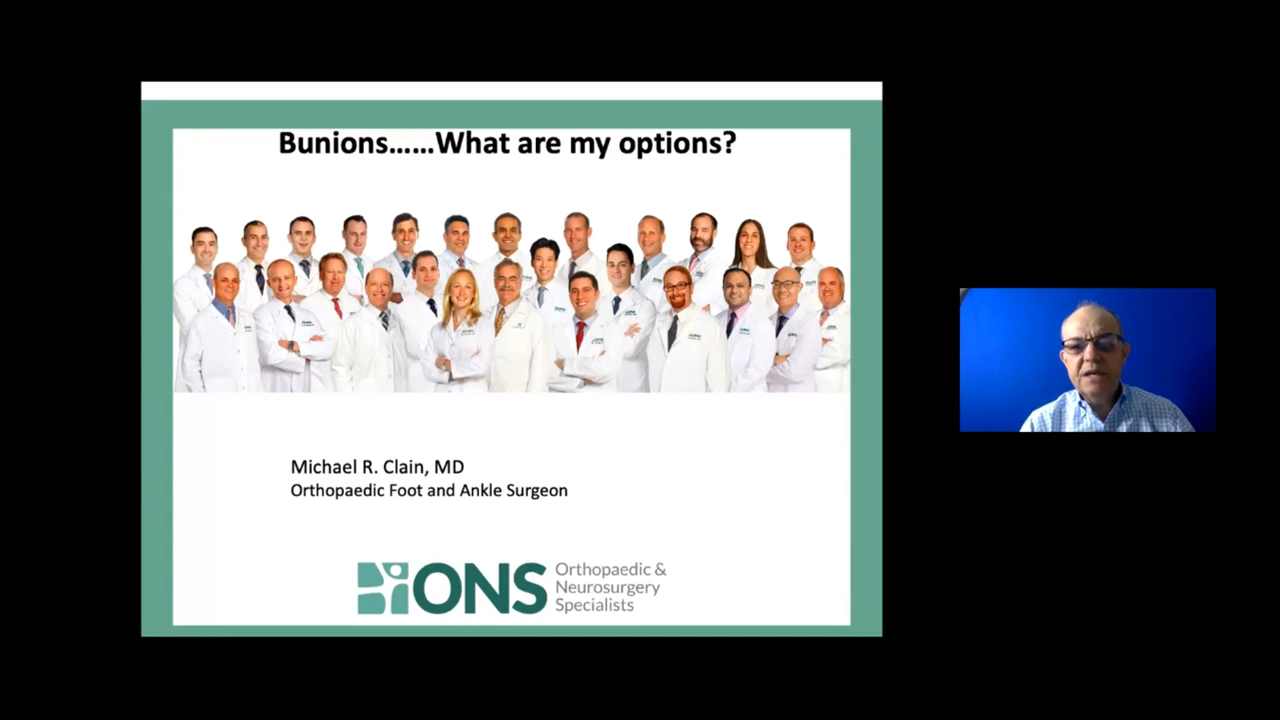 Bunions......What are my options?
Michael R. Clain, MD
Orthopaedic Foot and Ankle Surgeon
ONS
Orthopaedic &
Neurosurgery
Specialists